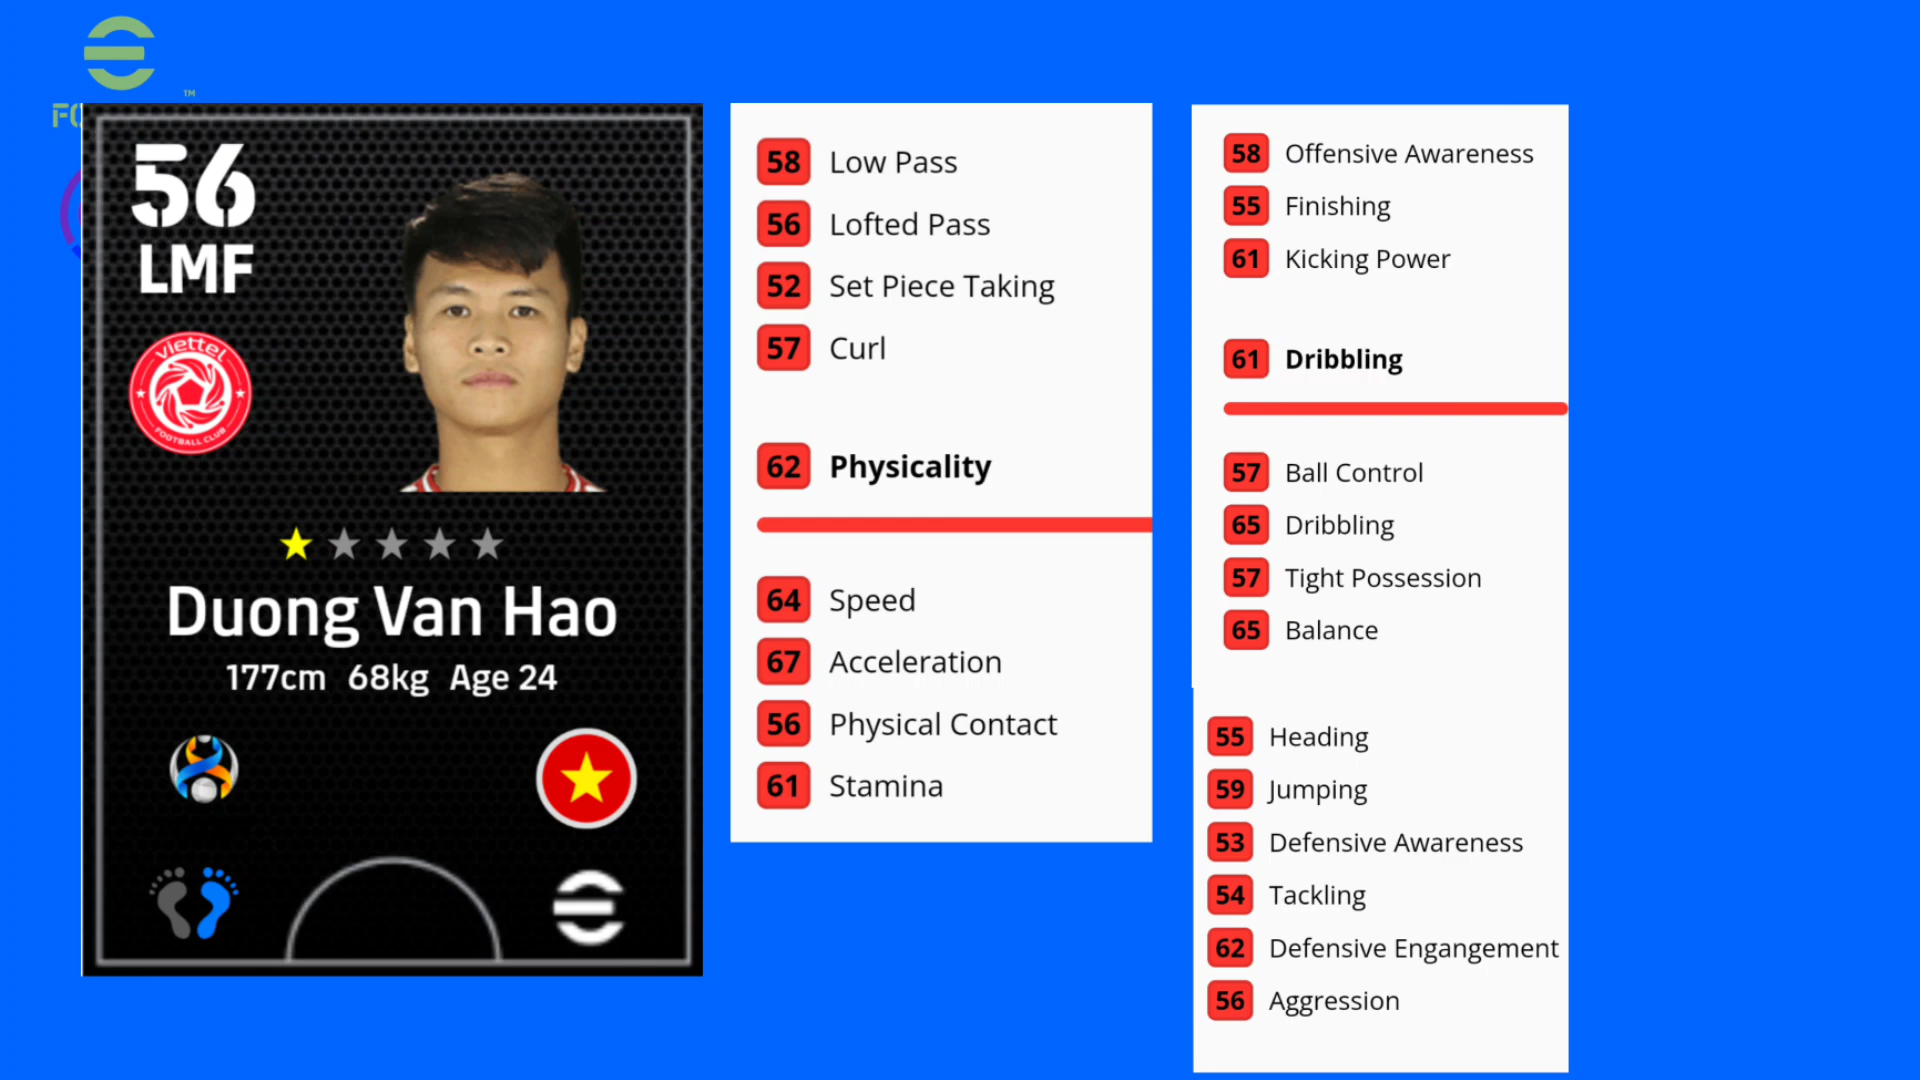 TM
FO
56
LMF
viettel
FOOTBALL CLUB
Duong Van Hao
177cm 68kg Age 24
58 Low Pass
56 Lofted Pass
52 Set Piece Taking
57 Curl
62 Physicality
64 Speed
67 Acceleration
56 Physical Contact
61 Stamina
58 Offensive Awareness
55 Finishing
61 Kicking Power
61 Dribbling
57 Ball Control
65 Dribbling
57 Tight Possession
65 Balance
55 Heading
59 Jumping
53 Defensive Awareness
54 Tackling
62 Defensive Engangement
56 Aggression